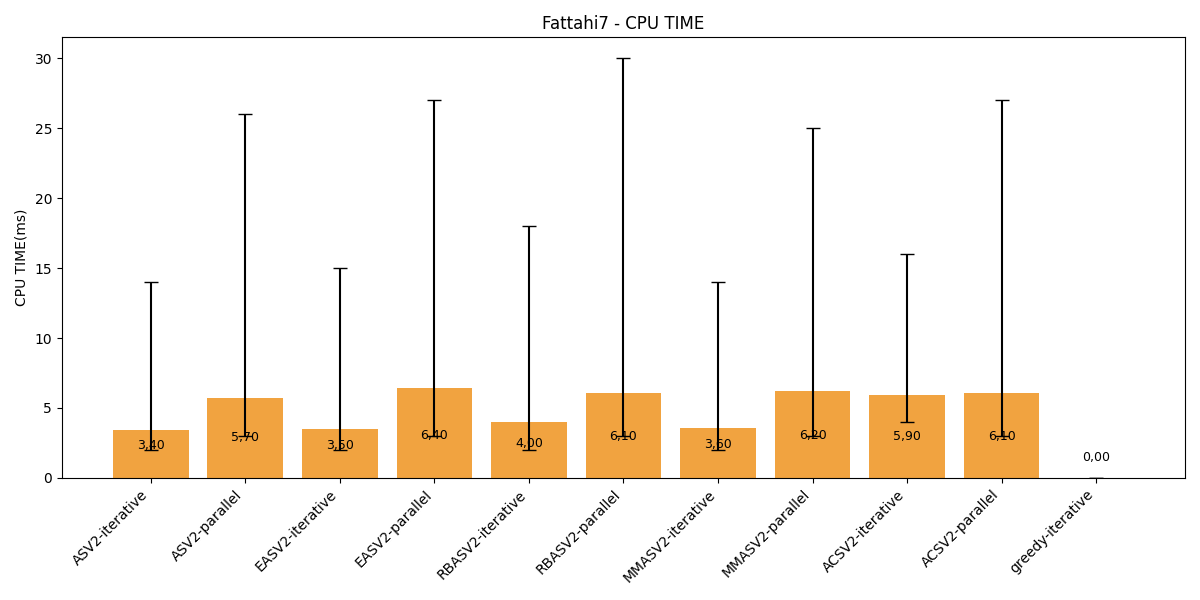 Fattahi7 - CPU TIME
CPU TIME(ms)
30
25
20
15
10
5
0
3,40
5,70
3,50
6,40
4,00
6,10
3,60
6,20
5,90
6,10
0,00
ASV2-iterative
ASV2-parallel
EASV2-iterative
EASV2-parallel
RBASV2-iterative
RBASV2-parallel
MMASV2-iterative
MMASV2-parallel
ACSV2-iterative
ACSV2-parallel
greedy-iterative